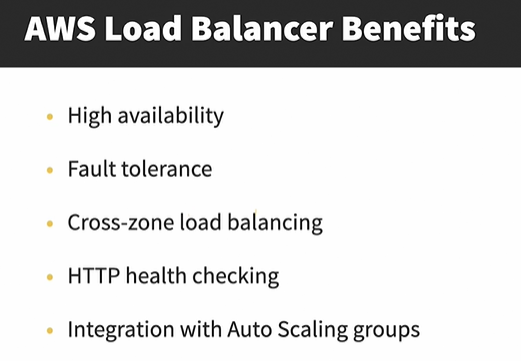 AWS Load Balancer Benefits
• High availability
• Fault tolerance
• Cross-zone load balancing
• HTTP health checking
• Integration with Auto Scaling groups